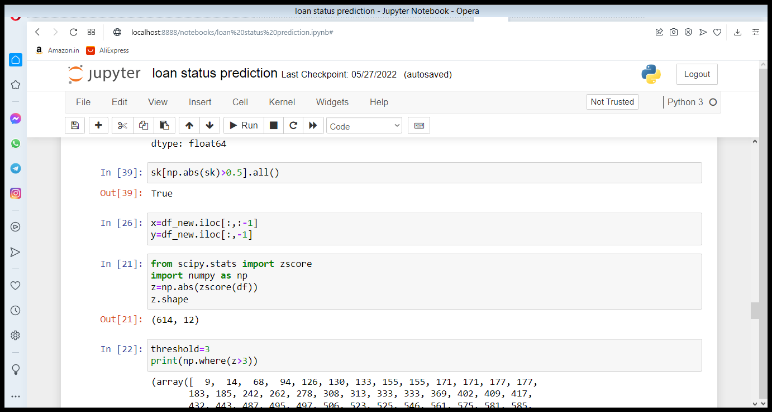 loan status prediction - Jupyter Notebook - Opera
localhost:8888/notebooks/loan%20status%20prediction.ipynb#
Amazon.in AliExpress
jupyter loan status prediction Last Checkpoint: 05/27/2022 (autosaved) Logout
File Edit View Insert Cell Kernel Widgets Help Not Trusted Python 3
Run Code
dtype: float64
In [39]: sk[np.abs(sk)>0.5].all()
Out[39]: True
In [26]: x=df_new.iloc[:,:-1]
y=df_new.iloc[:,-1]
In [21]: from scipy.stats import zscore
import numpy as np
z=np.abs(zscore(df))
z.shape
Out[21]: (614, 12)
In [22]: threshold=3
print(np.where(z>3))
(array([ 9, 14, 68, 94, 126, 130, 133, 155, 155, 171, 171, 177, 177,
183, 185, 242, 262, 278, 308, 313, 333, 333, 369, 402, 409, 417,
432, 443, 487, 495, 497, 506, 523, 525, 546, 561, 575, 581, 585,